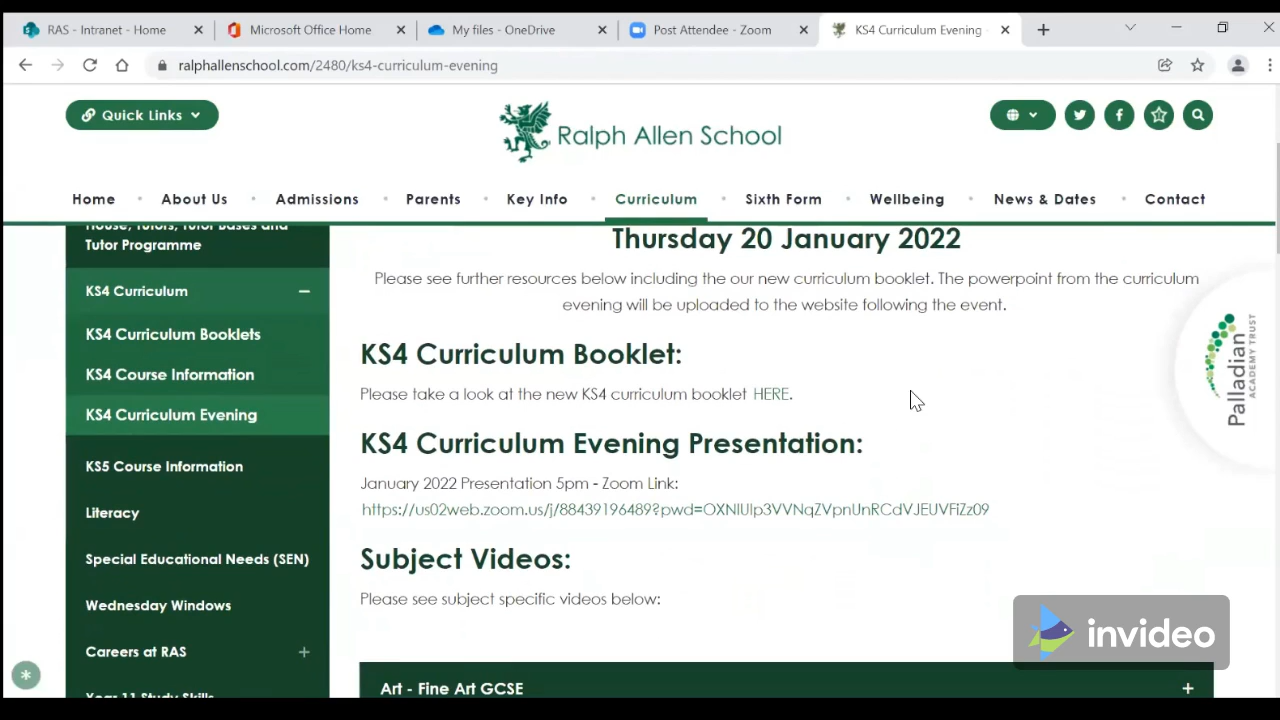 RAS - Intranet - Home
Microsoft Office Home
My files - OneDrive
Post Attendee - Zoom
KS4 Curriculum Evening -
ralphallenschool.com/2480/ks4-curriculum-evening
Quick Links
Ralph Allen School
Home
About Us
Admissions
Parents
Key Info
Curriculum
Sixth Form
Wellbeing
News & Dates
Contact
House, Tutors, Tutor Bases and
Tutor Programme
KS4 Curriculum
KS4 Curriculum Booklets
KS4 Course Information
KS4 Curriculum Evening
KS5 Course Information
Literacy
Special Educational Needs (SEN)
Wednesday Windows
Careers at RAS
Year 11 Study Skills
Thursday 20 January 2022
Please see further resources below including the our new curriculum booklet. The powerpoint from the curriculum
evening will be uploaded to the website following the event.
KS4 Curriculum Booklet:
Please take a look at the new KS4 curriculum booklet HERE.
KS4 Curriculum Evening Presentation:
January 2022 Presentation 5pm - Zoom Link:
https://us02web.zoom.us/j/88439196489?pwd=OXNIUlp3VVNqZVpnUnRCdVJEUVFiZz09
Subject Videos:
Please see subject specific videos below:
Art - Fine Art GCSE
Palladian
ACADEMY TRUST
invideo